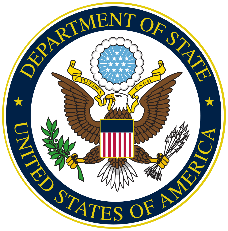 DEPARTMENT OF STATE
UNITED STATES OF AMERICA